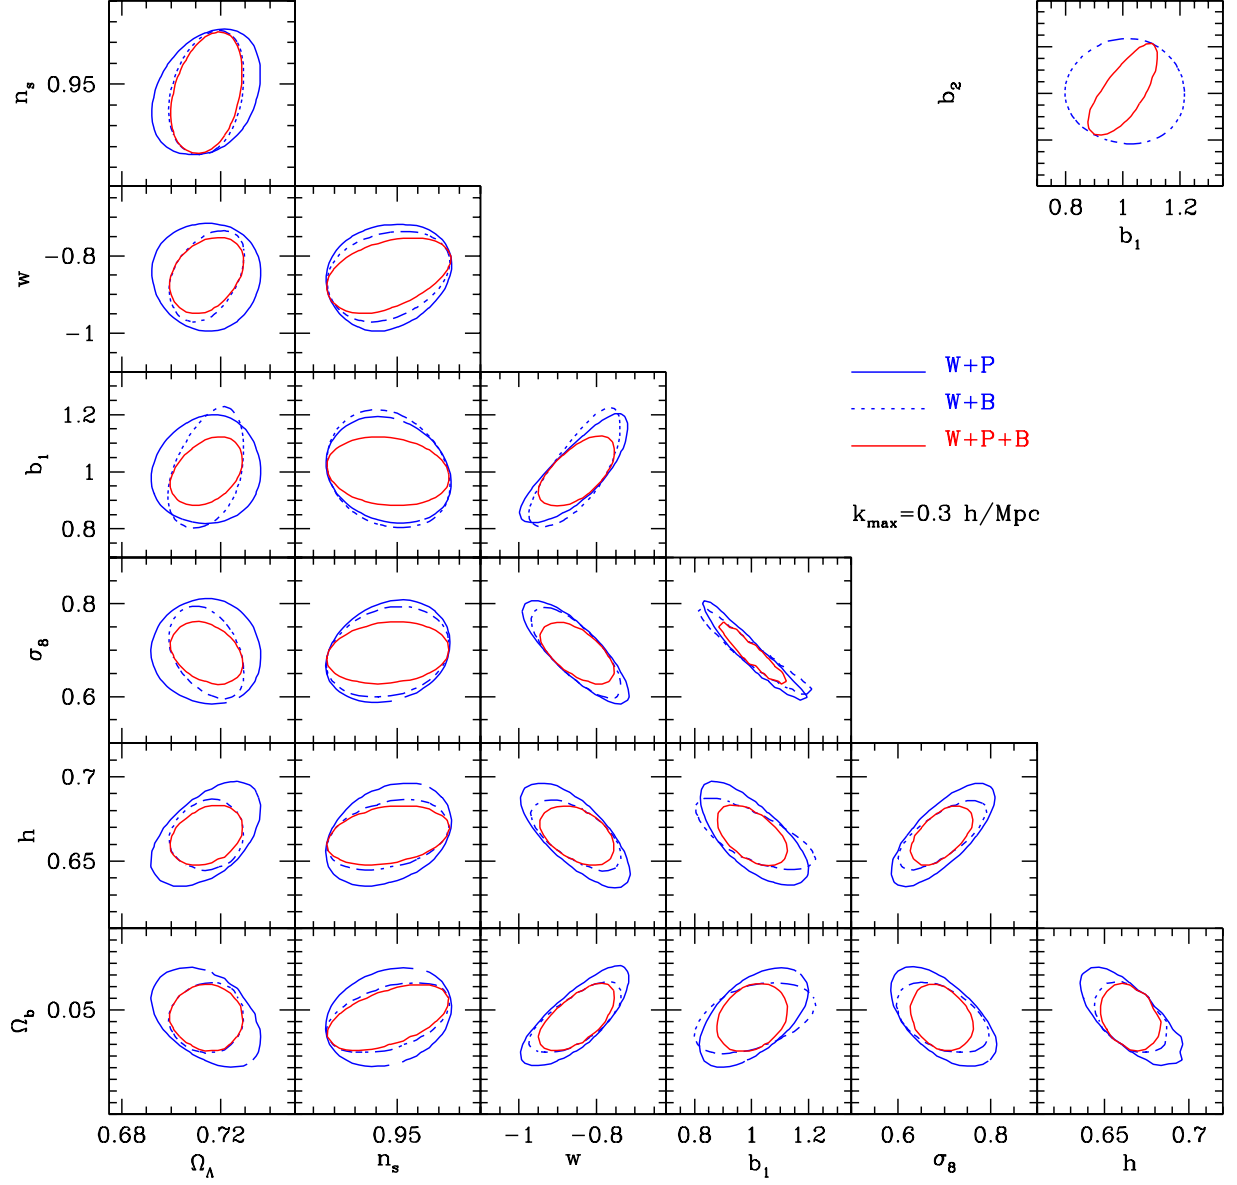 n_s 0.95
b_2
0.8 1 1.2
b_1
w -0.8
-1
W+P
b_1 1.2
W+B
1
W+P+B
0.8
k_max=0.3 h/Mpc
σ_8 0.8
0.6
h 0.7
0.65
Ω_b 0.05
0.68 0.72 0.95 -1 -0.8 0.8 1 1.2 0.6 0.8 0.65 0.7
Ω_Λ n_s w b_1 σ_8 h